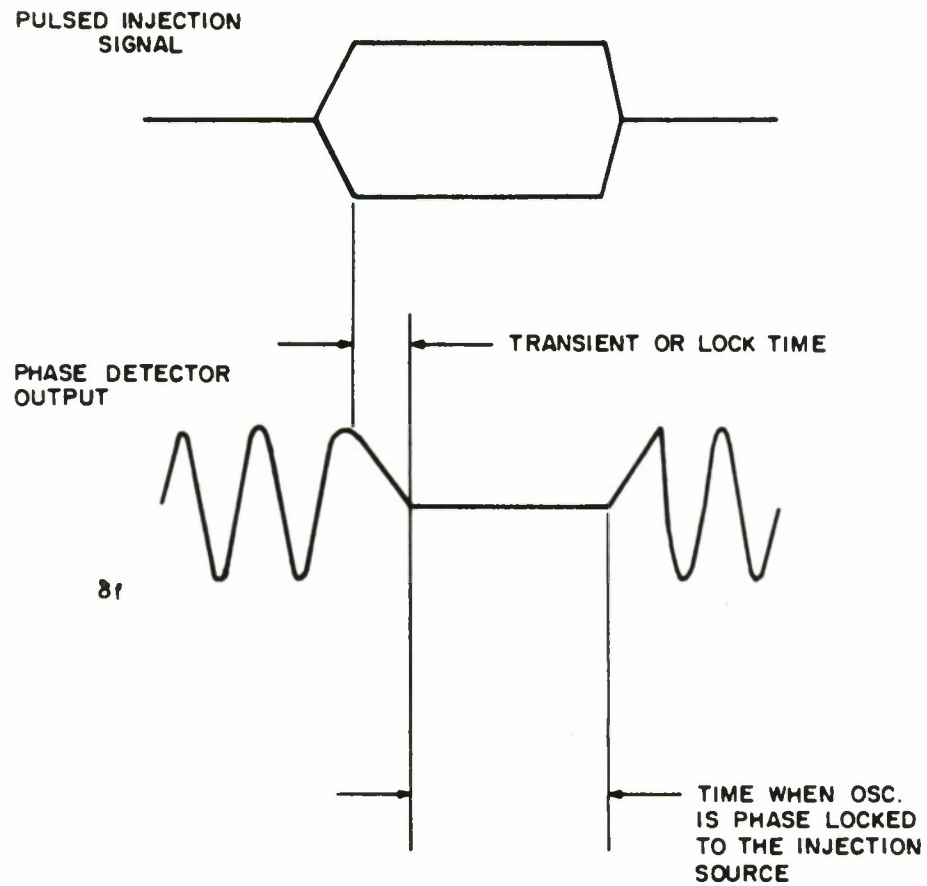 PULSED INJECTION
SIGNAL
TRANSIENT OR LOCK TIME
PHASE DETECTOR
OUTPUT
δf
TIME WHEN OSC.
IS PHASE LOCKED
TO THE INJECTION
SOURCE